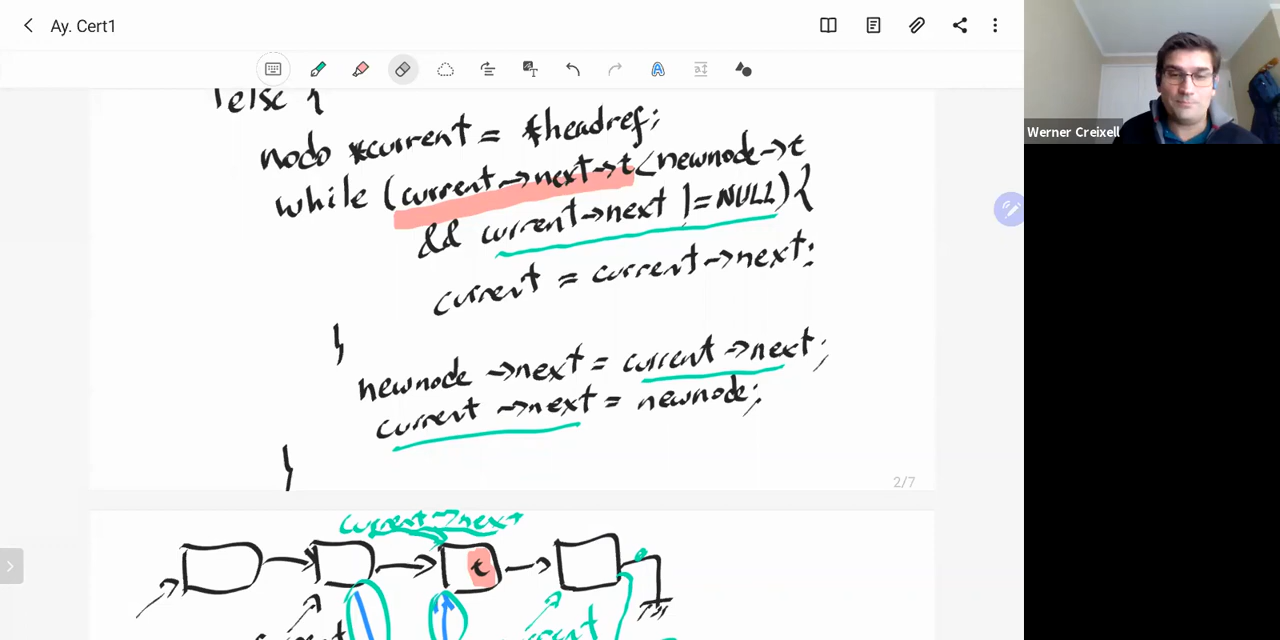 Ay. Cert1
Werner Creixell
else {
nodo *current = *headref;
while (current->next->t<newnode->t
&& current->next != NULL) {
current = current->next;
}
newnode ->next = current ->next;
current ->next = newnode;
}
2/7
current->next
t